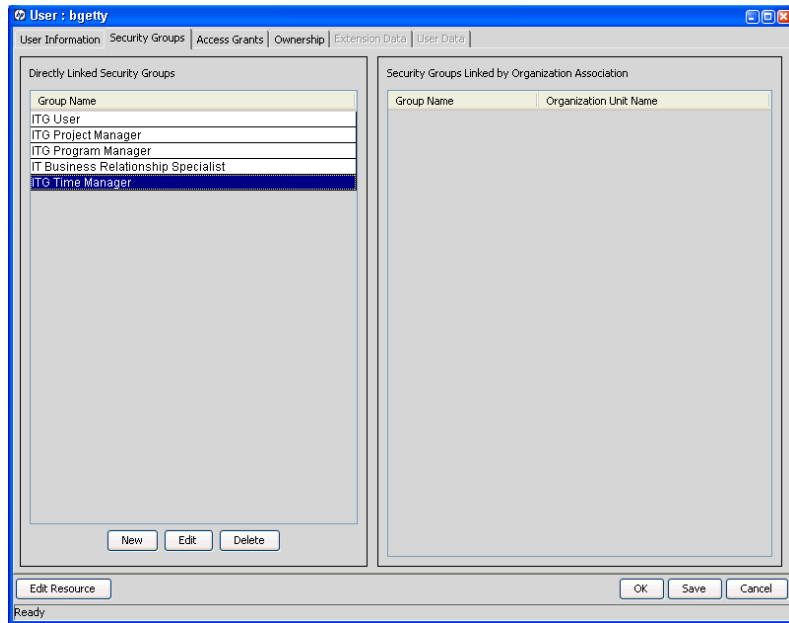 User : bgetty
User Information Security Groups Access Grants Ownership Extension Data User Data
Directly Linked Security Groups
Group Name
ITG User
ITG Project Manager
ITG Program Manager
IT Business Relationship Specialist
ITG Time Manager
New Edit Delete
Security Groups Linked by Organization Association
Group Name Organization Unit Name
Edit Resource OK Save Cancel
Ready